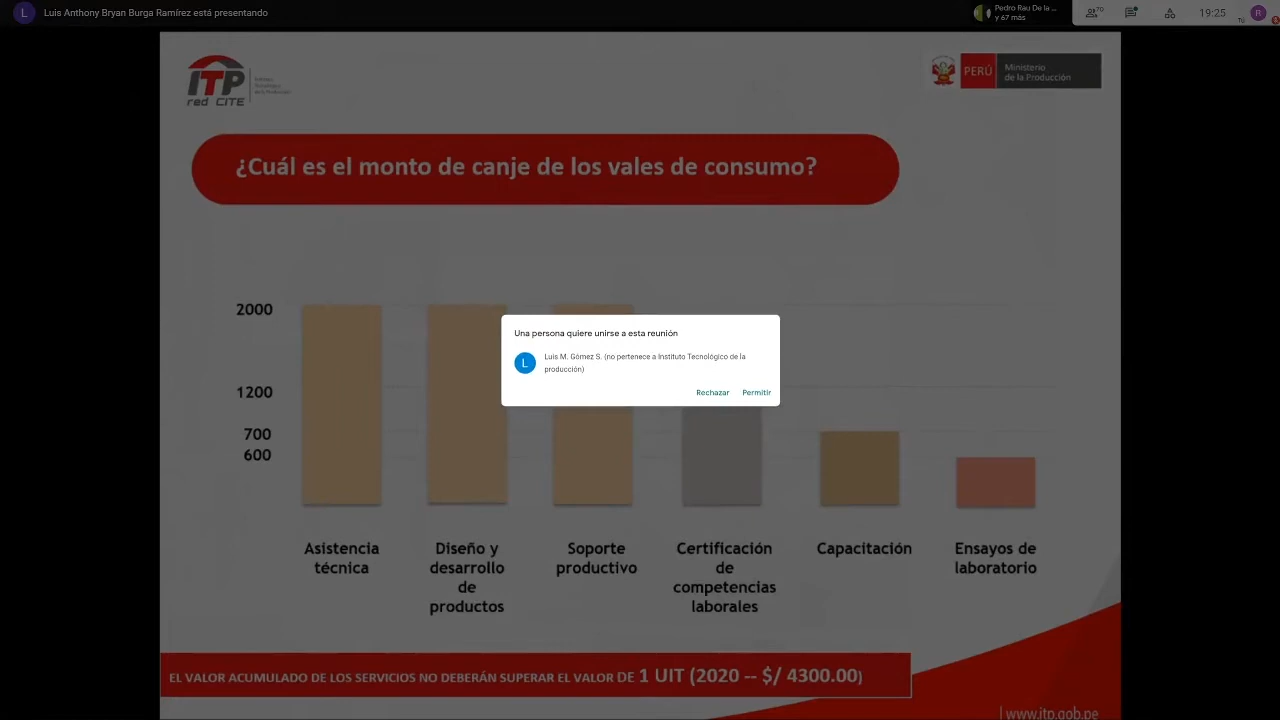 L Luis Anthony Bryan Burga Ramírez está presentando
Pedro Rau De la ...
y 67 más
70
19:25
Tú
R
ITP
red CITE
PERÚ
Ministerio
de la Producción
¿Cuál es el monto de canje de los vales de consumo?
2000
1200
700
600
Una persona quiere unirse a esta reunión
L
Luis M. Gómez S. (no pertenece a Instituto Tecnológico de la
producción)
Rechazar Permitir
Asistencia
técnica
Diseño y
desarrollo
de
productos
Soporte
productivo
Certificación
de
competencias
laborales
Capacitación
Ensayos de
laboratorio
EL VALOR ACUMULADO DE LOS SERVICIOS NO DEBERÁN SUPERAR EL VALOR DE 1 UIT (2020 -- $/ 4300.00)
| www.itp.gob.pe